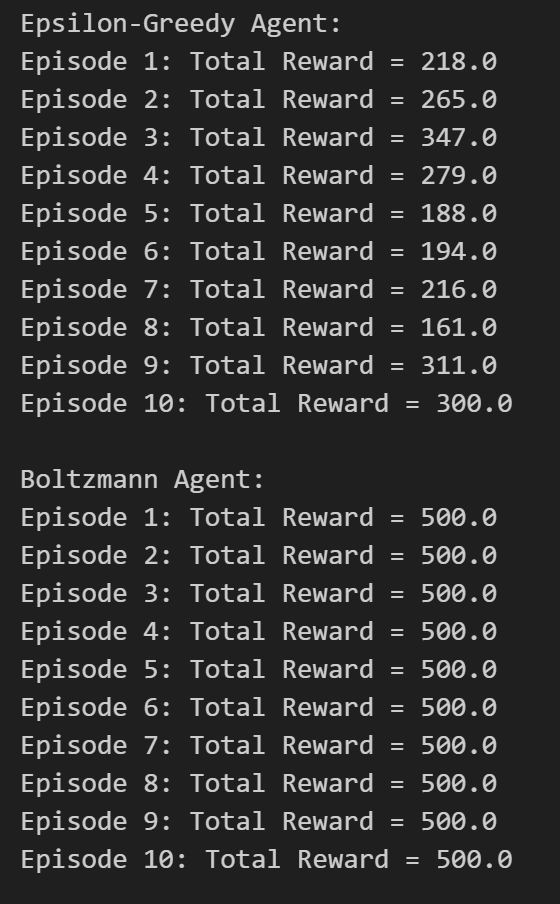 Epsilon-Greedy Agent:
Episode 1: Total Reward = 218.0
Episode 2: Total Reward = 265.0
Episode 3: Total Reward = 347.0
Episode 4: Total Reward = 279.0
Episode 5: Total Reward = 188.0
Episode 6: Total Reward = 194.0
Episode 7: Total Reward = 216.0
Episode 8: Total Reward = 161.0
Episode 9: Total Reward = 311.0
Episode 10: Total Reward = 300.0

Boltzmann Agent:
Episode 1: Total Reward = 500.0
Episode 2: Total Reward = 500.0
Episode 3: Total Reward = 500.0
Episode 4: Total Reward = 500.0
Episode 5: Total Reward = 500.0
Episode 6: Total Reward = 500.0
Episode 7: Total Reward = 500.0
Episode 8: Total Reward = 500.0
Episode 9: Total Reward = 500.0
Episode 10: Total Reward = 500.0